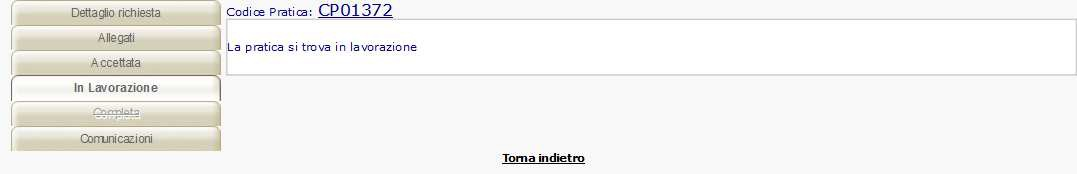 Dettaglio richiesta
Allegati
Accettata
In Lavorazione
Completa
Comunicazioni
Codice Pratica: CP01372
La pratica si trova in lavorazione
Torna indietro